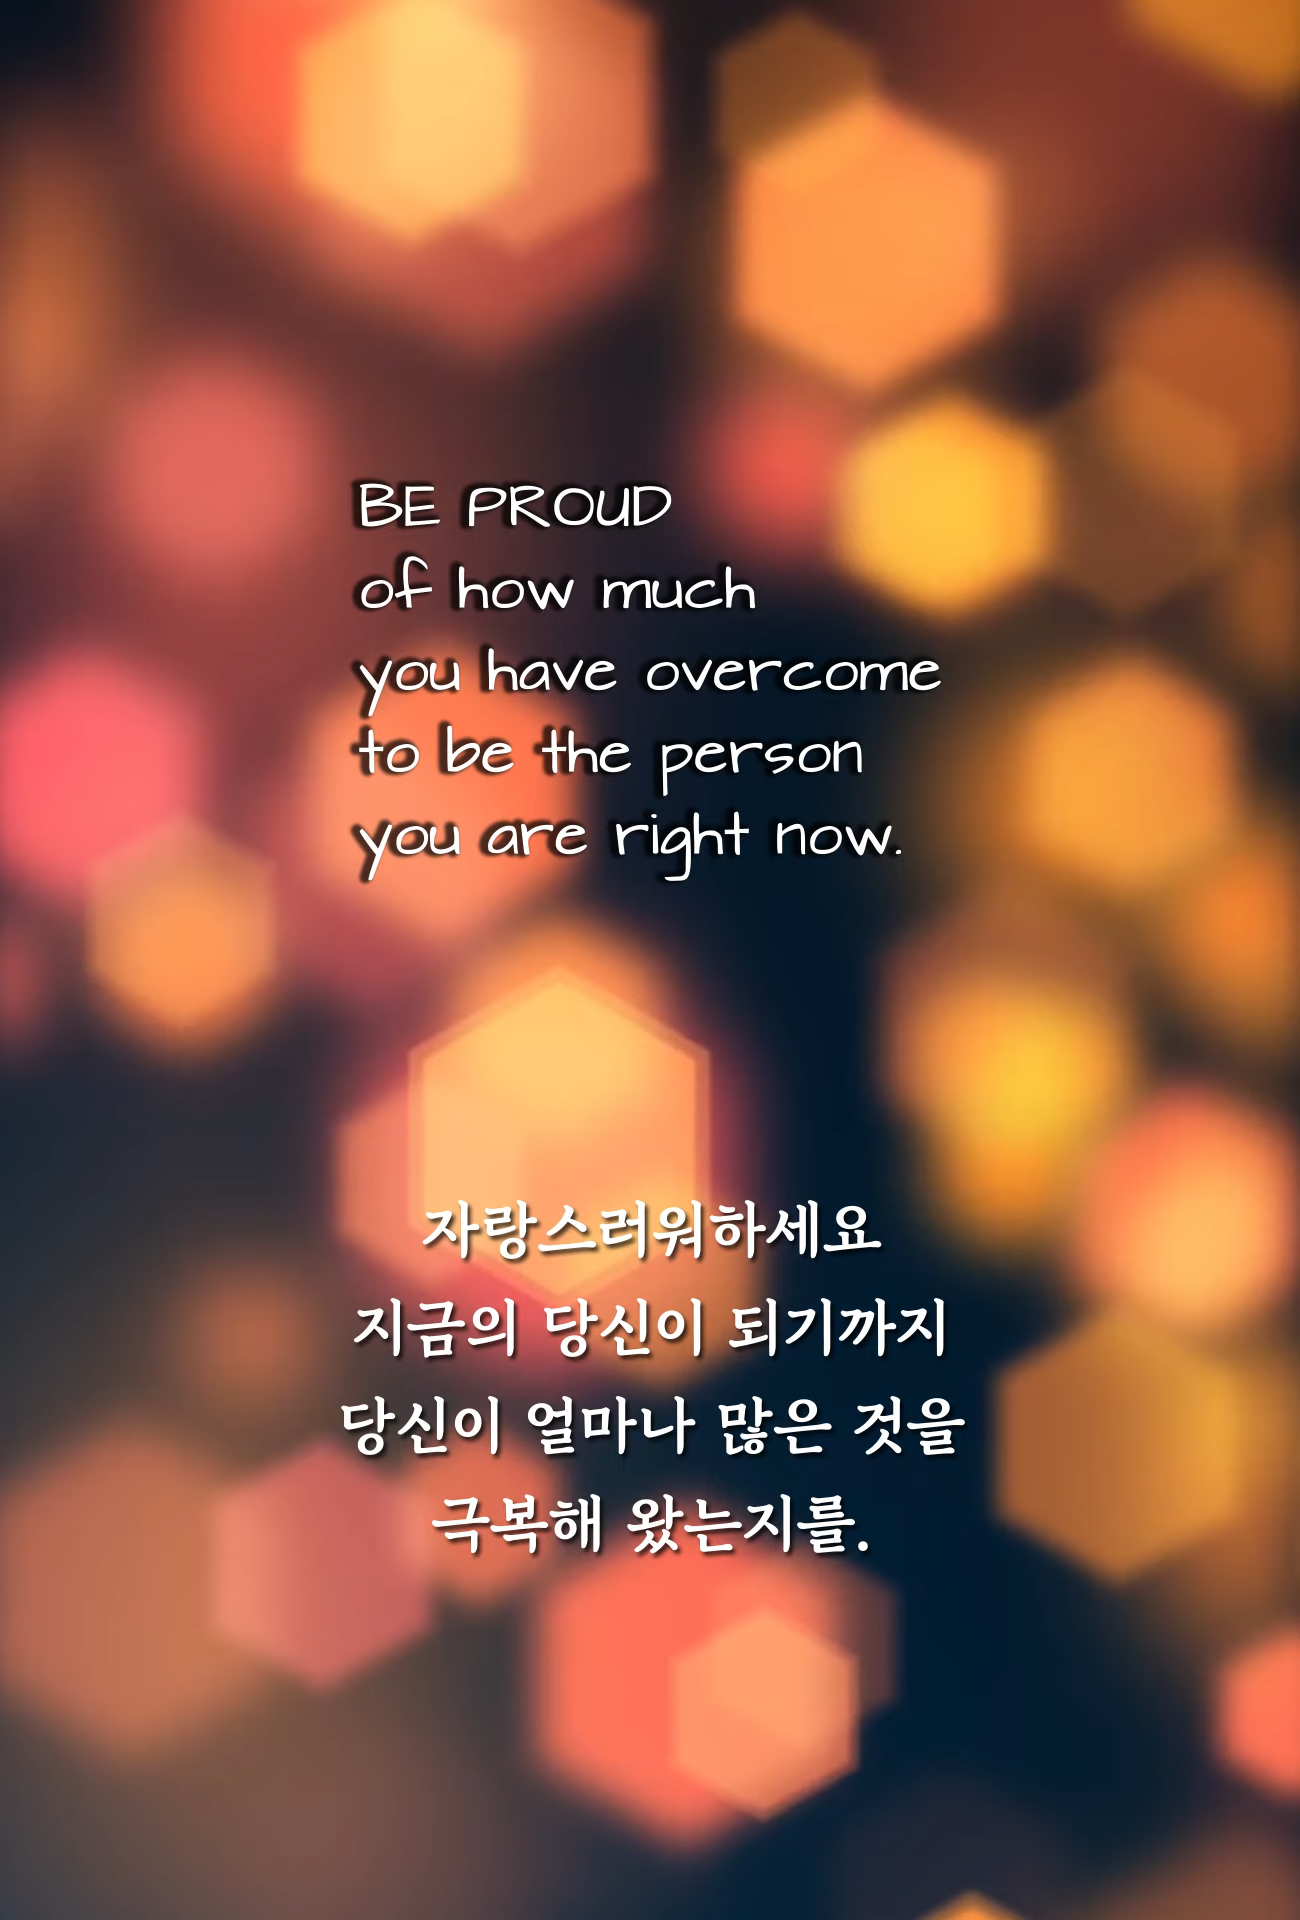 BE PROUD
of how much
you have overcome
to be the person
you are right now.
자랑스러워하세요
지금의 당신이 되기까지
당신이 얼마나 많은 것을
극복해 왔는지를.